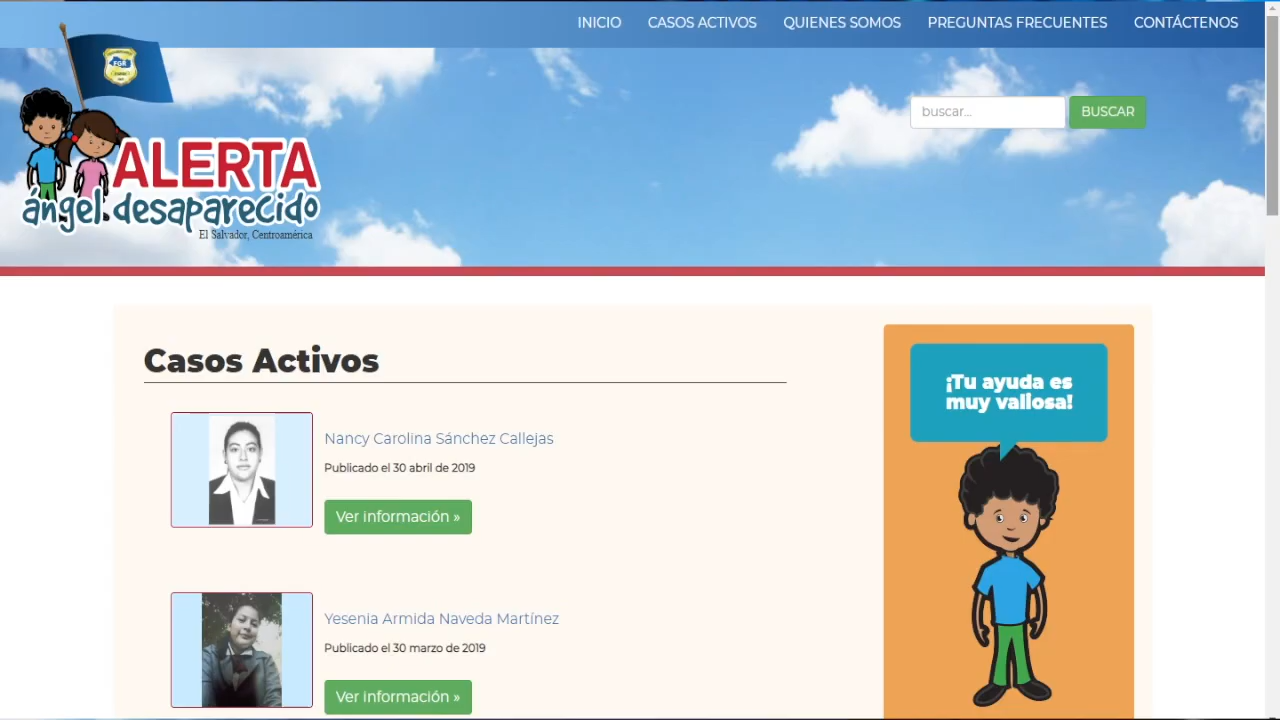 INICIO CASOS ACTIVOS QUIENES SOMOS PREGUNTAS FRECUENTES CONTÁCTENOS
FGR
buscar... BUSCAR
ALERTA
ángel desaparecido
El Salvador, Centroamérica
Casos Activos
Nancy Carolina Sánchez Callejas
Publicado el 30 abril de 2019
Ver información »
Yesenia Armida Naveda Martínez
Publicado el 30 marzo de 2019
Ver información »
¡Tu ayuda es
muy valiosa!